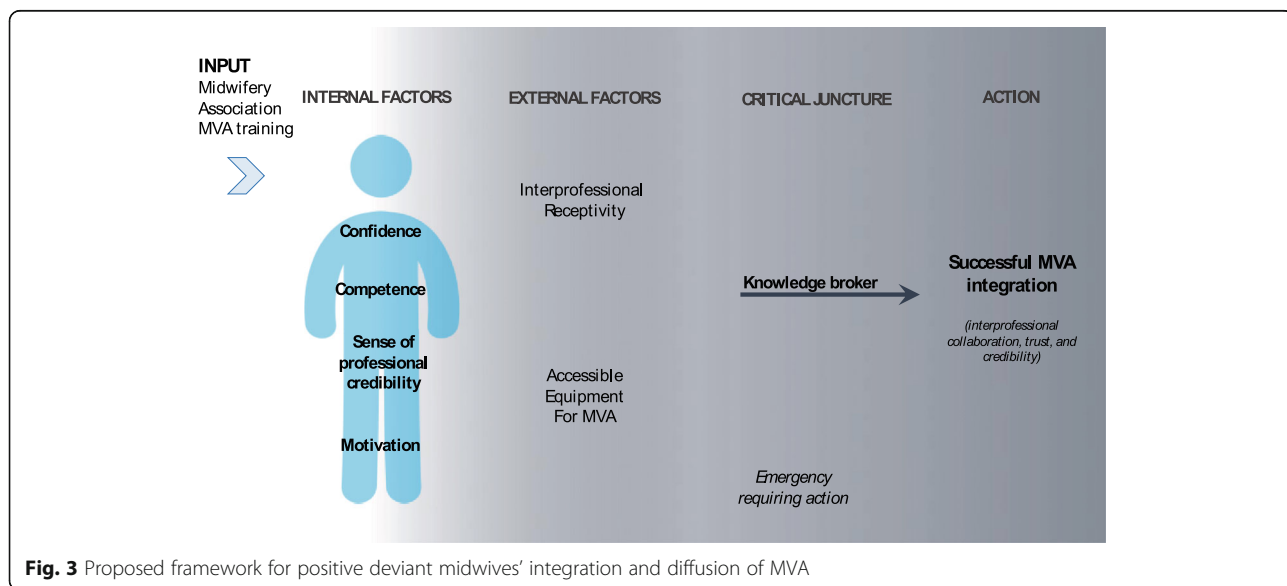 INPUT
Midwifery
Association
MVA training
INTERNAL FACTORS
EXTERNAL FACTORS
CRITICAL JUNCTURE
ACTION
Confidence
Competence
Sense of
professional
credibility
Motivation
Interprofessional
Receptivity
Accessible
Equipment
For MVA
Knowledge broker
Emergency
requiring action
Successful MVA
integration
(interprofessional
collaboration, trust, and
credibility)
Fig. 3 Proposed framework for positive deviant midwives' integration and diffusion of MVA